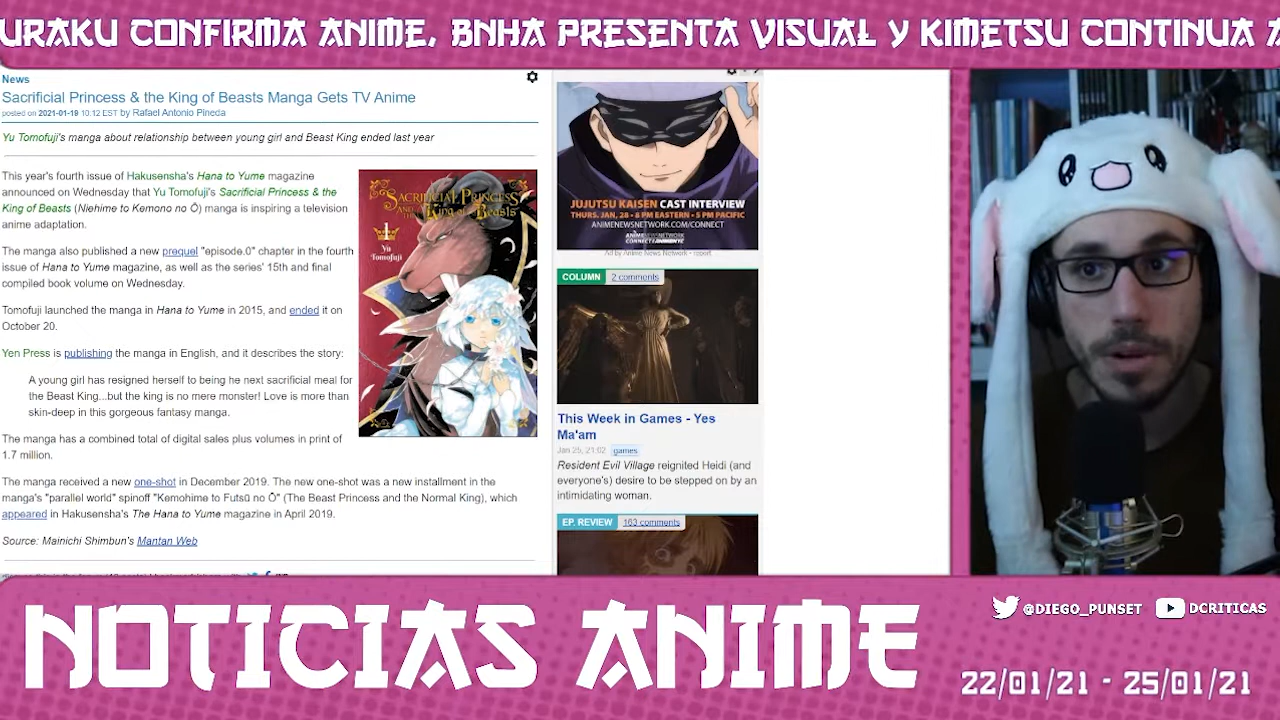 URAKU CONFIRMA ANIME, BNHA PRESENTA VISUAL Y KIMETSU CONTINUA A
News
Sacrificial Princess & the King of Beasts Manga Gets TV Anime
posted on 2021-01-19 10:12 EST by Rafael Antonio Pineda
Yu Tomofuji's manga about relationship between young girl and Beast King ended last year
This year's fourth issue of Hakusensha's Hana to Yume magazine
announced on Wednesday that Yu Tomofuji's Sacrificial Princess & the
King of Beasts (Niehime to Kemono no Ō) manga is inspiring a television
anime adaptation.
The manga also published a new prequel "episode.0" chapter in the fourth
issue of Hana to Yume magazine, as well as the series' 15th and final
compiled book volume on Wednesday.
Tomofuji launched the manga in Hana to Yume in 2015, and ended it on
October 20.
Yen Press is publishing the manga in English, and it describes the story:
A young girl has resigned herself to being he next sacrificial meal for
the Beast King...but the king is no mere monster! Love is more than
skin-deep in this gorgeous fantasy manga.
The manga has a combined total of digital sales plus volumes in print of
1.7 million.
The manga received a new one-shot in December 2019. The new one-shot was a new installment in the
manga's "parallel world" spinoff "Kemohime to Futsū no Ō" (The Beast Princess and the Normal King), which
appeared in Hakusensha's The Hana to Yume magazine in April 2019.
Source: Mainichi Shimbun's Mantan Web
SACRIFICIAL PRINCESS
AND THE King of Beasts
1
Yu
Tomofuji
JUJUTSU KAISEN CAST INTERVIEW
THURS. JAN, 28 - 8 PM EASTERN - 5 PM PACIFIC
ANIMENEWSNETWORK.COM/CONNECT
Ad by Anime News Network - report
COLUMN 2 comments
This Week in Games - Yes
Ma'am
Jan 25, 21:02 games
Resident Evil Village reignited Heidi (and
everyone's) desire to be stepped on by an
intimidating woman.
EP. REVIEW 163 comments
NOTICIAS ANIME
@DIEGO_PUNSET DCRITICAS
22/01/21 - 25/01/21